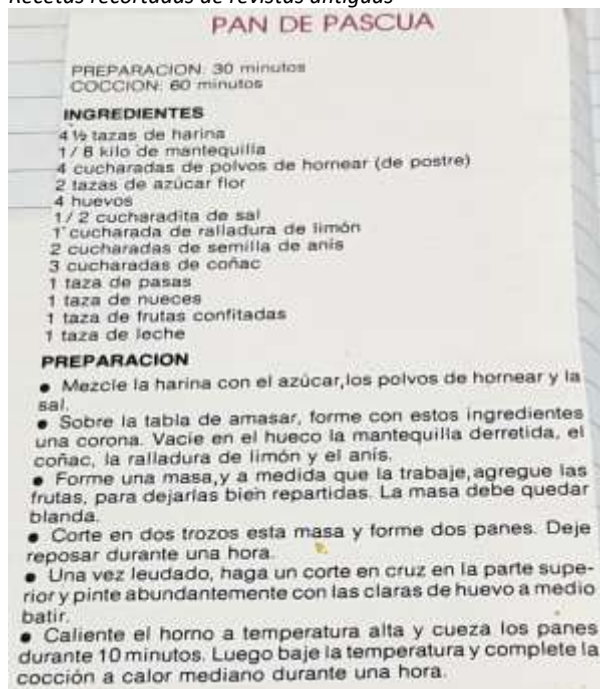 Recetas recortadas de revistas antiguas
PAN DE PASCUA
PREPARACION: 30 minutos
COCCION: 60 minutos
INGREDIENTES
4 ½ tazas de harina
1/8 kilo de mantequilla
4 cucharadas de polvos de hornear (de postre)
2 tazas de azúcar flor
4 huevos
1/2 cucharadita de sal
1 cucharada de ralladura de limón
2 cucharadas de semilla de anís
3 cucharadas de coñac
1 taza de pasas
1 taza de nueces
1 taza de frutas confitadas
1 taza de leche
PREPARACION
● Mezcle la harina con el azúcar, los polvos de hornear y la
sal.
● Sobre la tabla de amasar, forme con estos ingredientes
una corona. Vacíe en el hueco la mantequilla derretida, el
coñac, la ralladura de limón y el anís.
● Forme una masa, y a medida que la trabaje, agregue las
frutas, para dejarlas bien repartidas. La masa debe quedar
blanda.
● Corte en dos trozos esta masa y forme dos panes. Deje
reposar durante una hora.
● Una vez leudado, haga un corte en cruz en la parte supe-
rior y pinte abundantemente con las claras de huevo a medio
batir.
● Caliente el horno a temperatura alta y cueza los panes
durante 10 minutos. Luego baje la temperatura y complete la
cocción a calor mediano durante una hora.